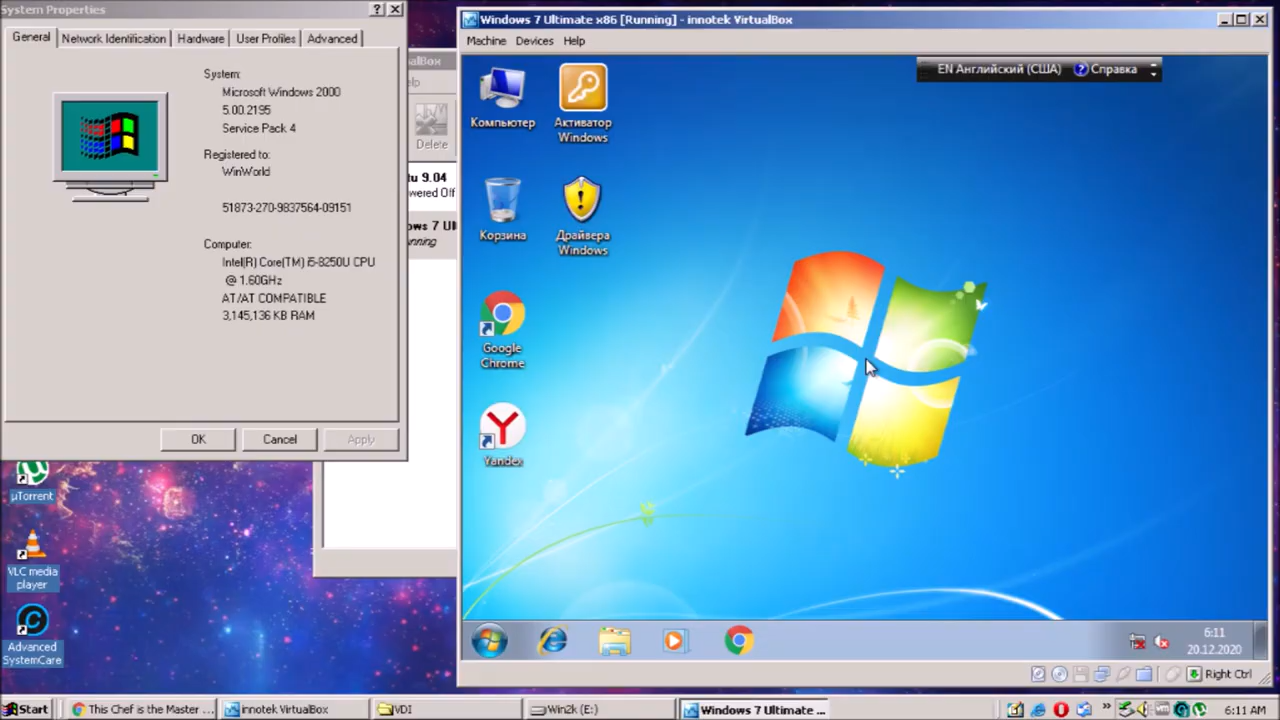 System Properties
General
Network Identification
Hardware
User Profiles
Advanced
System:
Microsoft Windows 2000
5.00.2195
Service Pack 4
Registered to:
WinWorld
51873-270-9837564-09151
Computer:
Intel(R) Core(TM) i5-8250U CPU
@ 1.60GHz
AT/AT COMPATIBLE
3,145,136 KB RAM
OK
Cancel
Apply
Delete
tu 9.04
owered Off
ows 7 Ult
unning
Windows 7 Ultimate x86 [Running] - innotek VirtualBox
Machine
Devices
Help
EN Английский (США)
Справка
Компьютер
Активатор
Windows
Корзина
Драйвера
Windows
Google
Chrome
Yandex
6:11
20.12.2020
Right Ctrl
µTorrent
VLC media
player
Advanced
SystemCare
Start
This Chef is the Master ...
innotek VirtualBox
VDI
Win2k (E:)
Windows 7 Ultimate ...
6:11 AM